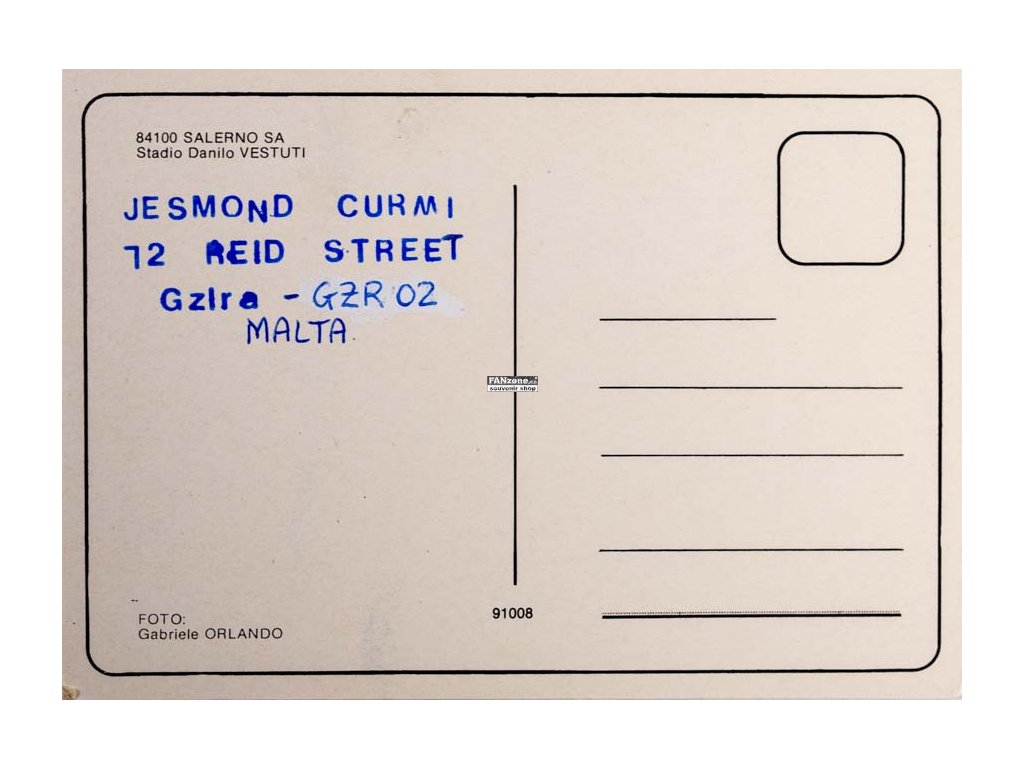 84100 SALERNO SA
Stadio Danilo VESTUTI
JESMOND CURMI
72 REID STREET
Gzira - GZR 02
MALTA
FANzone.cz
souvenir shop
91008
FOTO:
Gabriele ORLANDO